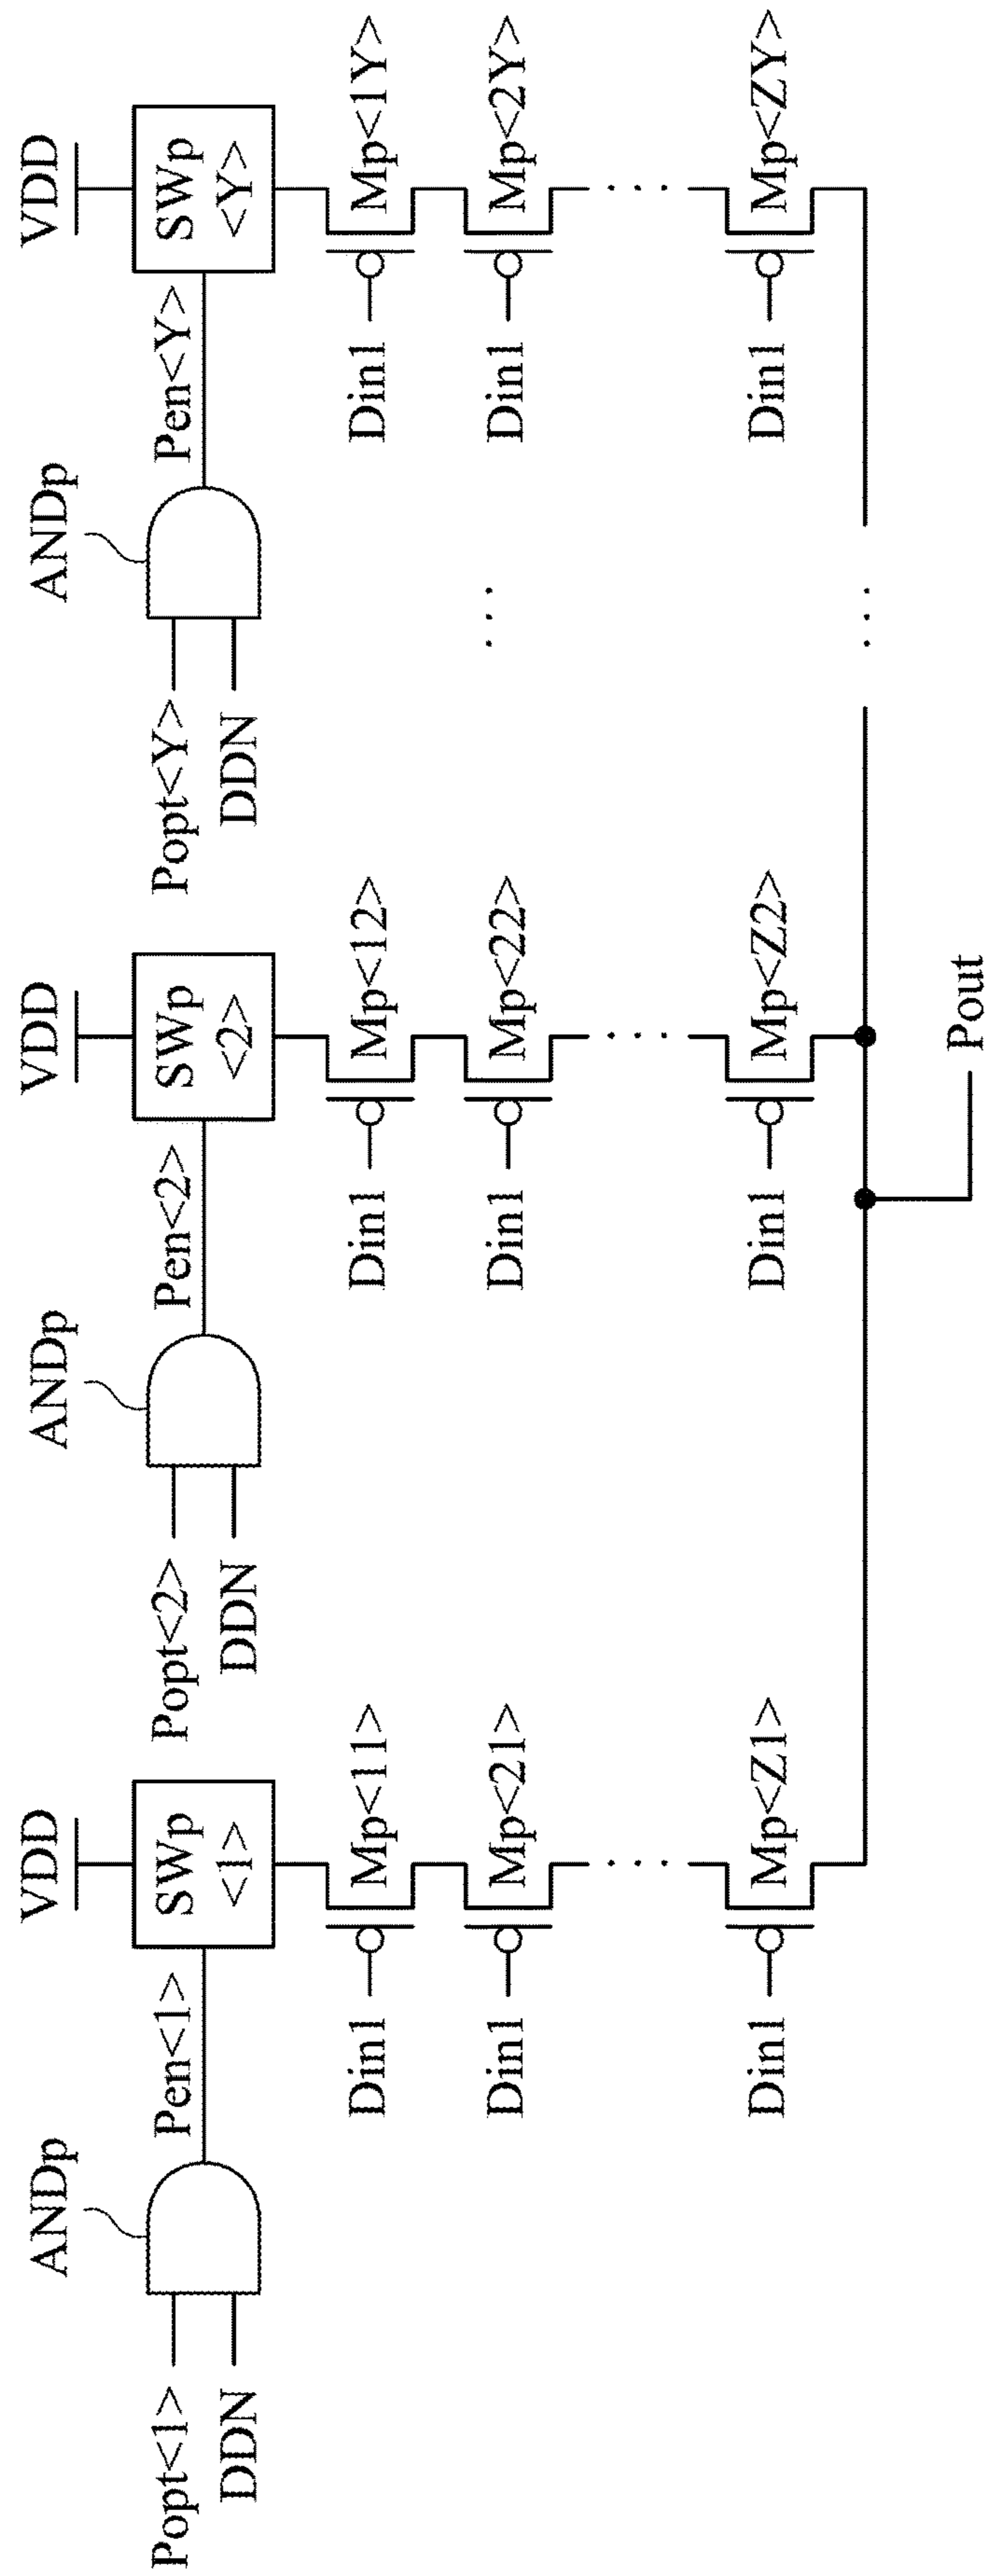 VDD
VDD
VDD
ANDp
ANDp
ANDp
Popt<1>
Pen<1>
SWp
<1>
Popt<2>
Pen<2>
SWp
<2>
Popt<Y>
Pen<Y>
SWp
<Y>
DDN
DDN
DDN
Din1
Mp<11>
Din1
Mp<12>
Din1
Mp<1Y>
Din1
Mp<21>
Din1
Mp<22>
Din1
Mp<2Y>
Din1
Mp<Z1>
Din1
Mp<Z2>
Din1
Mp<ZY>
Pout